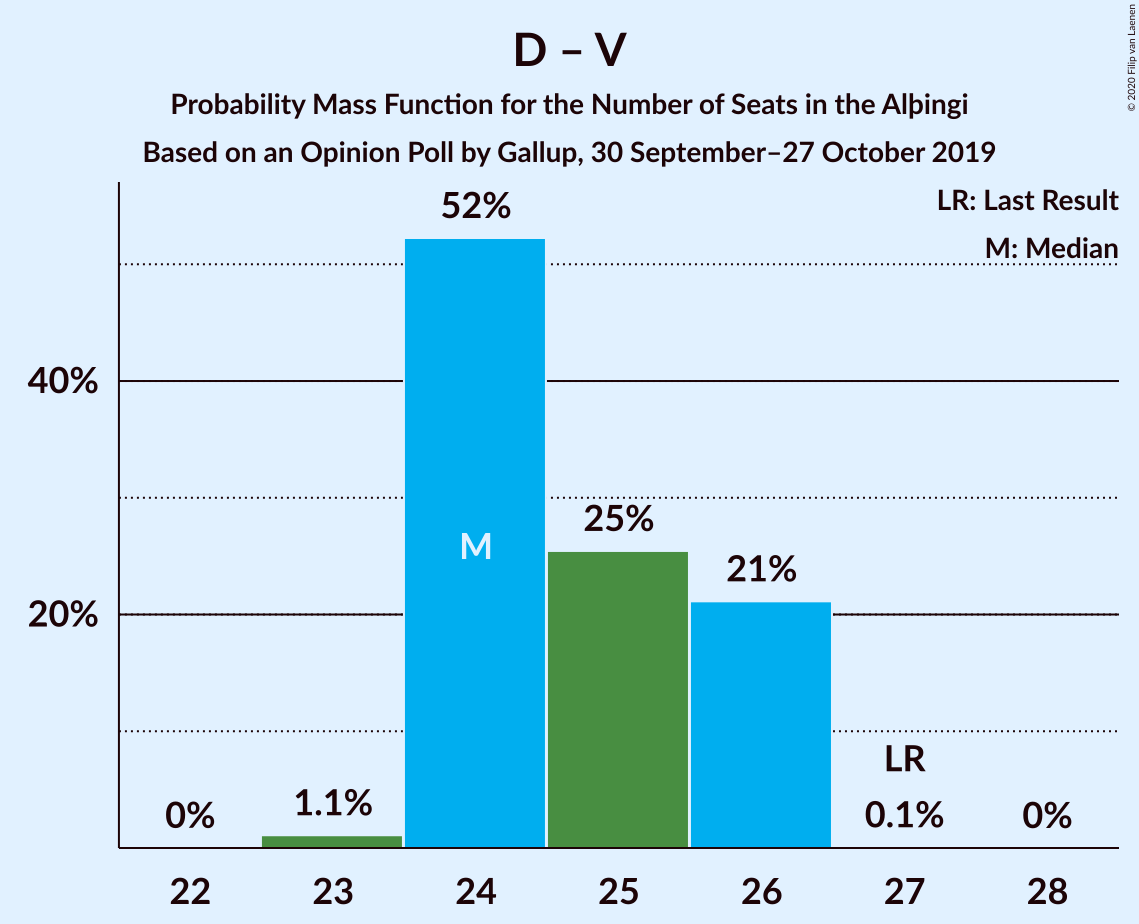 D – V
Probability Mass Function for the Number of Seats in the Alþingi
Based on an Opinion Poll by Gallup, 30 September–27 October 2019
© 2020 Filip van Laenen
LR: Last Result
M: Median
52%
40%
25%
M
21%
20%
LR
1.1%
0%
0.1%
0%
22 23 24 25 26 27 28